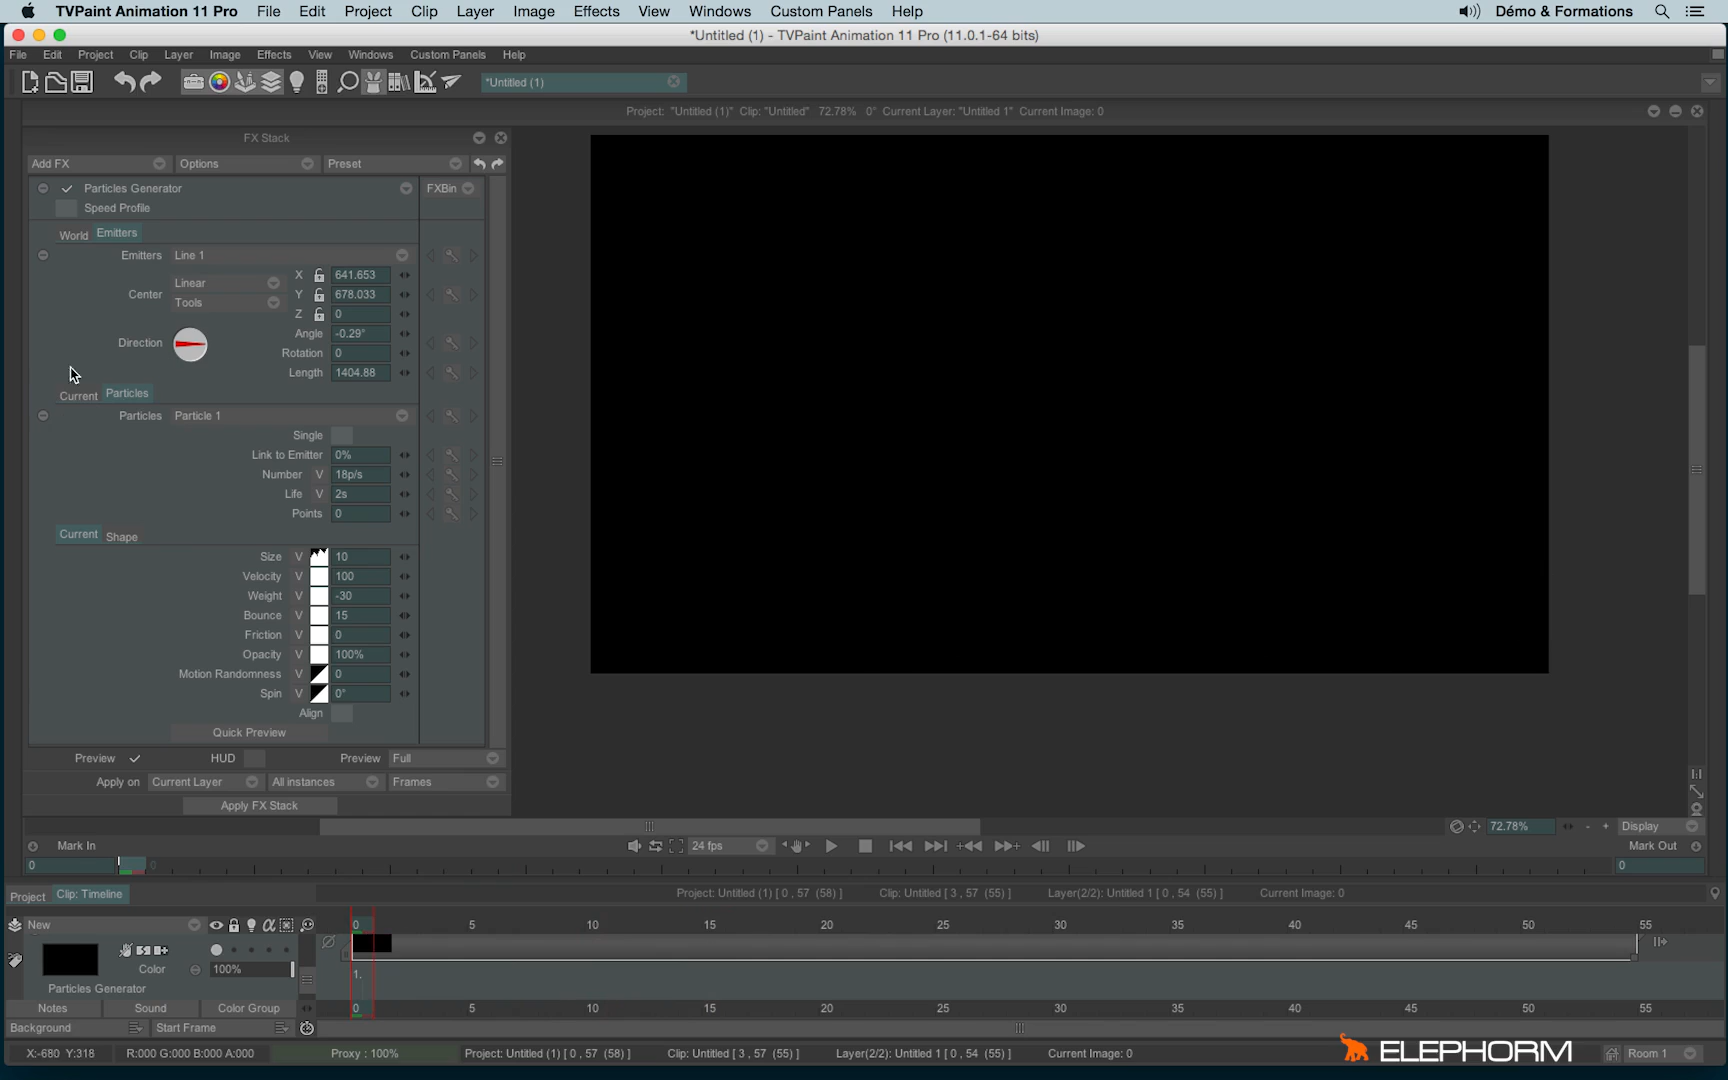 TVPaint Animation 11 Pro File Edit Project Clip Layer Image Effects View Windows Custom Panels Help Démo & Formations
*Untitled (1) - TVPaint Animation 11 Pro (11.0.1-64 bits)
File Edit Project Clip Layer Image Effects View Windows Custom Panels Help
*Untitled (1)
Project: "Untitled (1)" Clip: "Untitled" 72.78% 0° Current Layer: "Untitled 1" Current Image: 0
FX Stack
Add FX Options Preset
Particles Generator FXBin
Speed Profile
World Emitters
Emitters Line 1
X 641.653
Linear
Center Y 678.033
Tools
Z 0
Angle -0.29°
Direction
Rotation 0
Length 1404.88
Current Particles
Particles Particle 1
Single
Link to Emitter 0%
Number V 18p/s
Life V 2s
Points 0
Current Shape
Size V 10
Velocity V 100
Weight V -30
Bounce V 15
Friction V 0
Opacity V 100%
Motion Randomness V 0
Spin V 0°
Align
Quick Preview
Preview HUD Preview Full
Apply on Current Layer All instances Frames
Apply FX Stack
72.78% - + Display
Mark In 24 fps Mark Out
0 0 0
Project Clip: Timeline Project: Untitled (1) [ 0 , 57 (58) ] Clip: Untitled [ 3 , 57 (55) ] Layer(2/2): Untitled 1 [ 0 , 54 (55) ] Current Image: 0
New 0 5 10 15 20 25 30 35 40 45 50 55
Color 100%
1.
Particles Generator
Notes Sound Color Group 0 5 10 15 20 25 30 35 40 45 50 55
Background Start Frame
X:-680 Y:318 R:000 G:000 B:000 A:000 Proxy : 100% Project: Untitled (1) [ 0 , 57 (58) ] Clip: Untitled [ 3 , 57 (55) ] Layer(2/2): Untitled 1 [ 0 , 54 (55) ] Current Image: 0 ELEPHORM Room 1